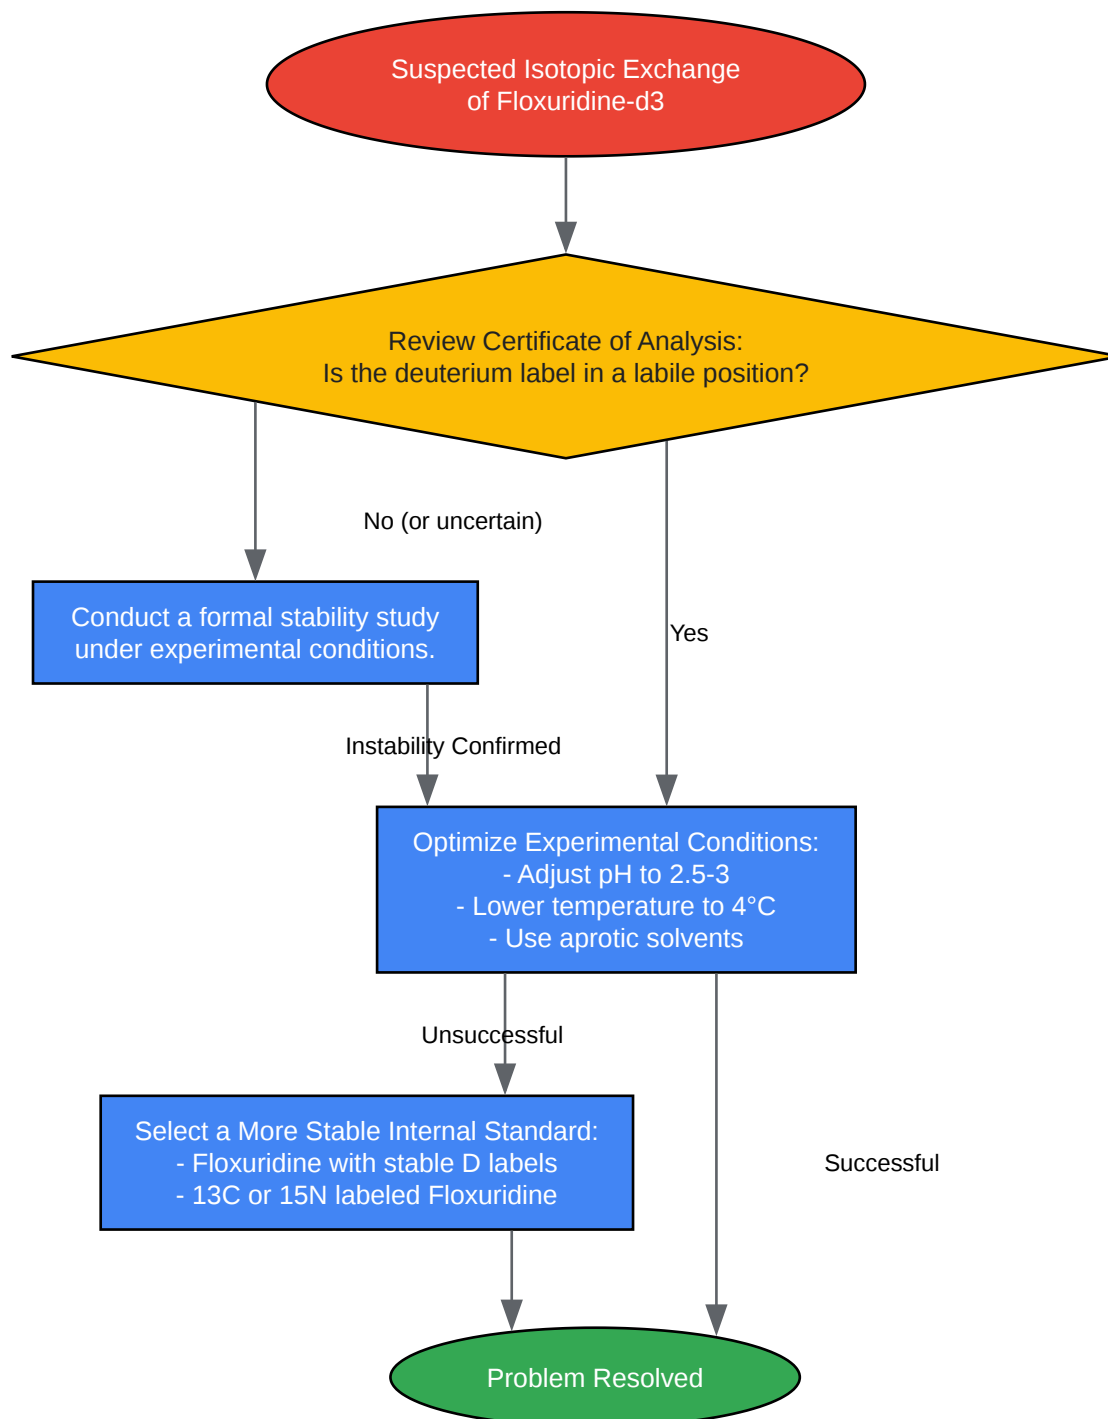 Suspected Isotopic Exchange
of Floxuridine-d3
Review Certificate of Analysis:
Is the deuterium label in a labile position?
No (or uncertain)
Conduct a formal stability study
under experimental conditions.
Yes
Instability Confirmed
Optimize Experimental Conditions:
- Adjust pH to 2.5-3
- Lower temperature to 4°C
- Use aprotic solvents
Unsuccessful
Select a More Stable Internal Standard:
- Floxuridine with stable D labels
- 13C or 15N labeled Floxuridine
Successful
Problem Resolved